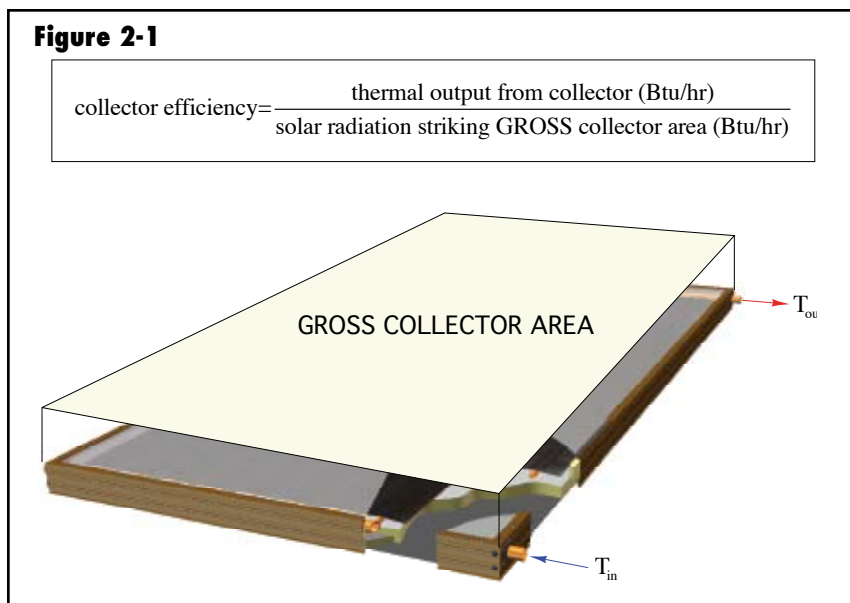 Figure 2-1
collector efficiency=
thermal output from collector (Btu/hr)
solar radiation striking GROSS collector area (Btu/hr)
GROSS COLLECTOR AREA
T ou
T in